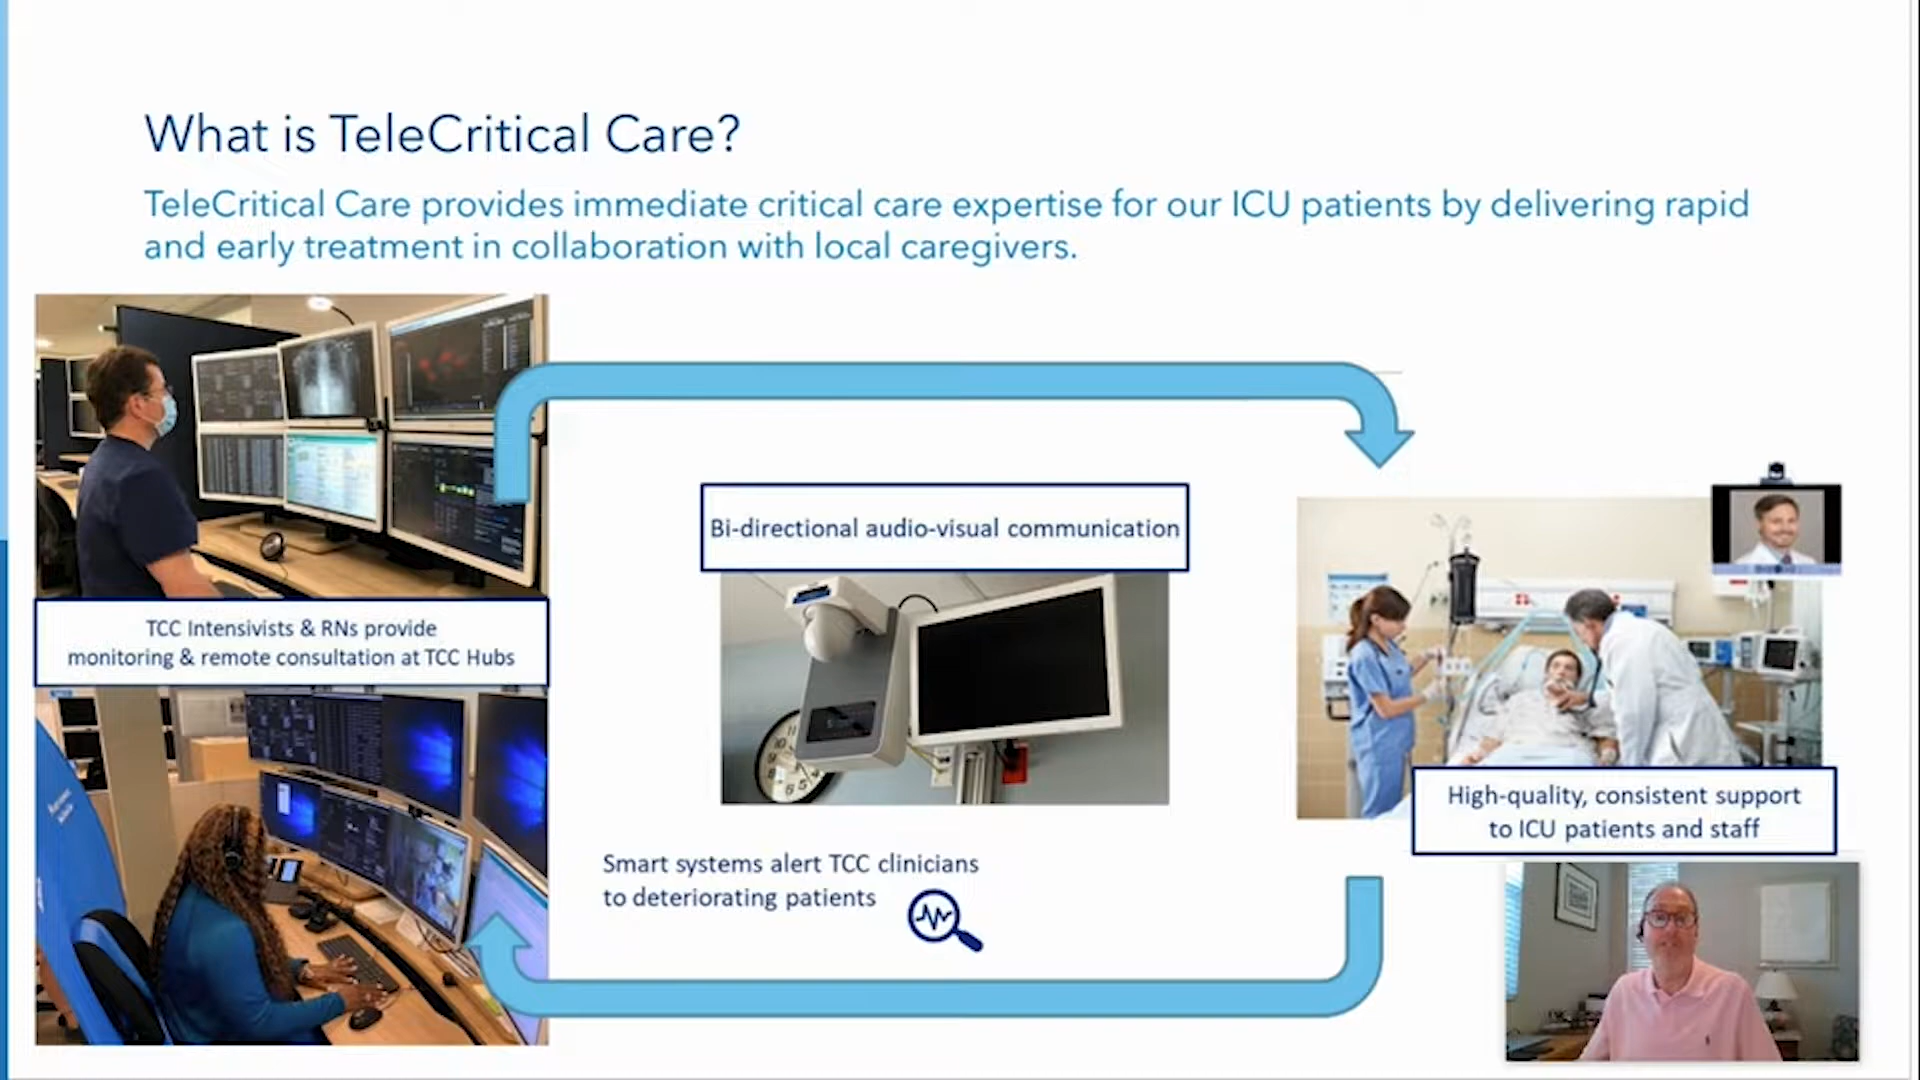 What is TeleCritical Care?
TeleCritical Care provides immediate critical care expertise for our ICU patients by delivering rapid
and early treatment in collaboration with local caregivers.
TCC Intensivists & RNs provide
monitoring & remote consultation at TCC Hubs
Bi-directional audio-visual communication
Smart systems alert TCC clinicians
to deteriorating patients
High-quality, consistent support
to ICU patients and staff